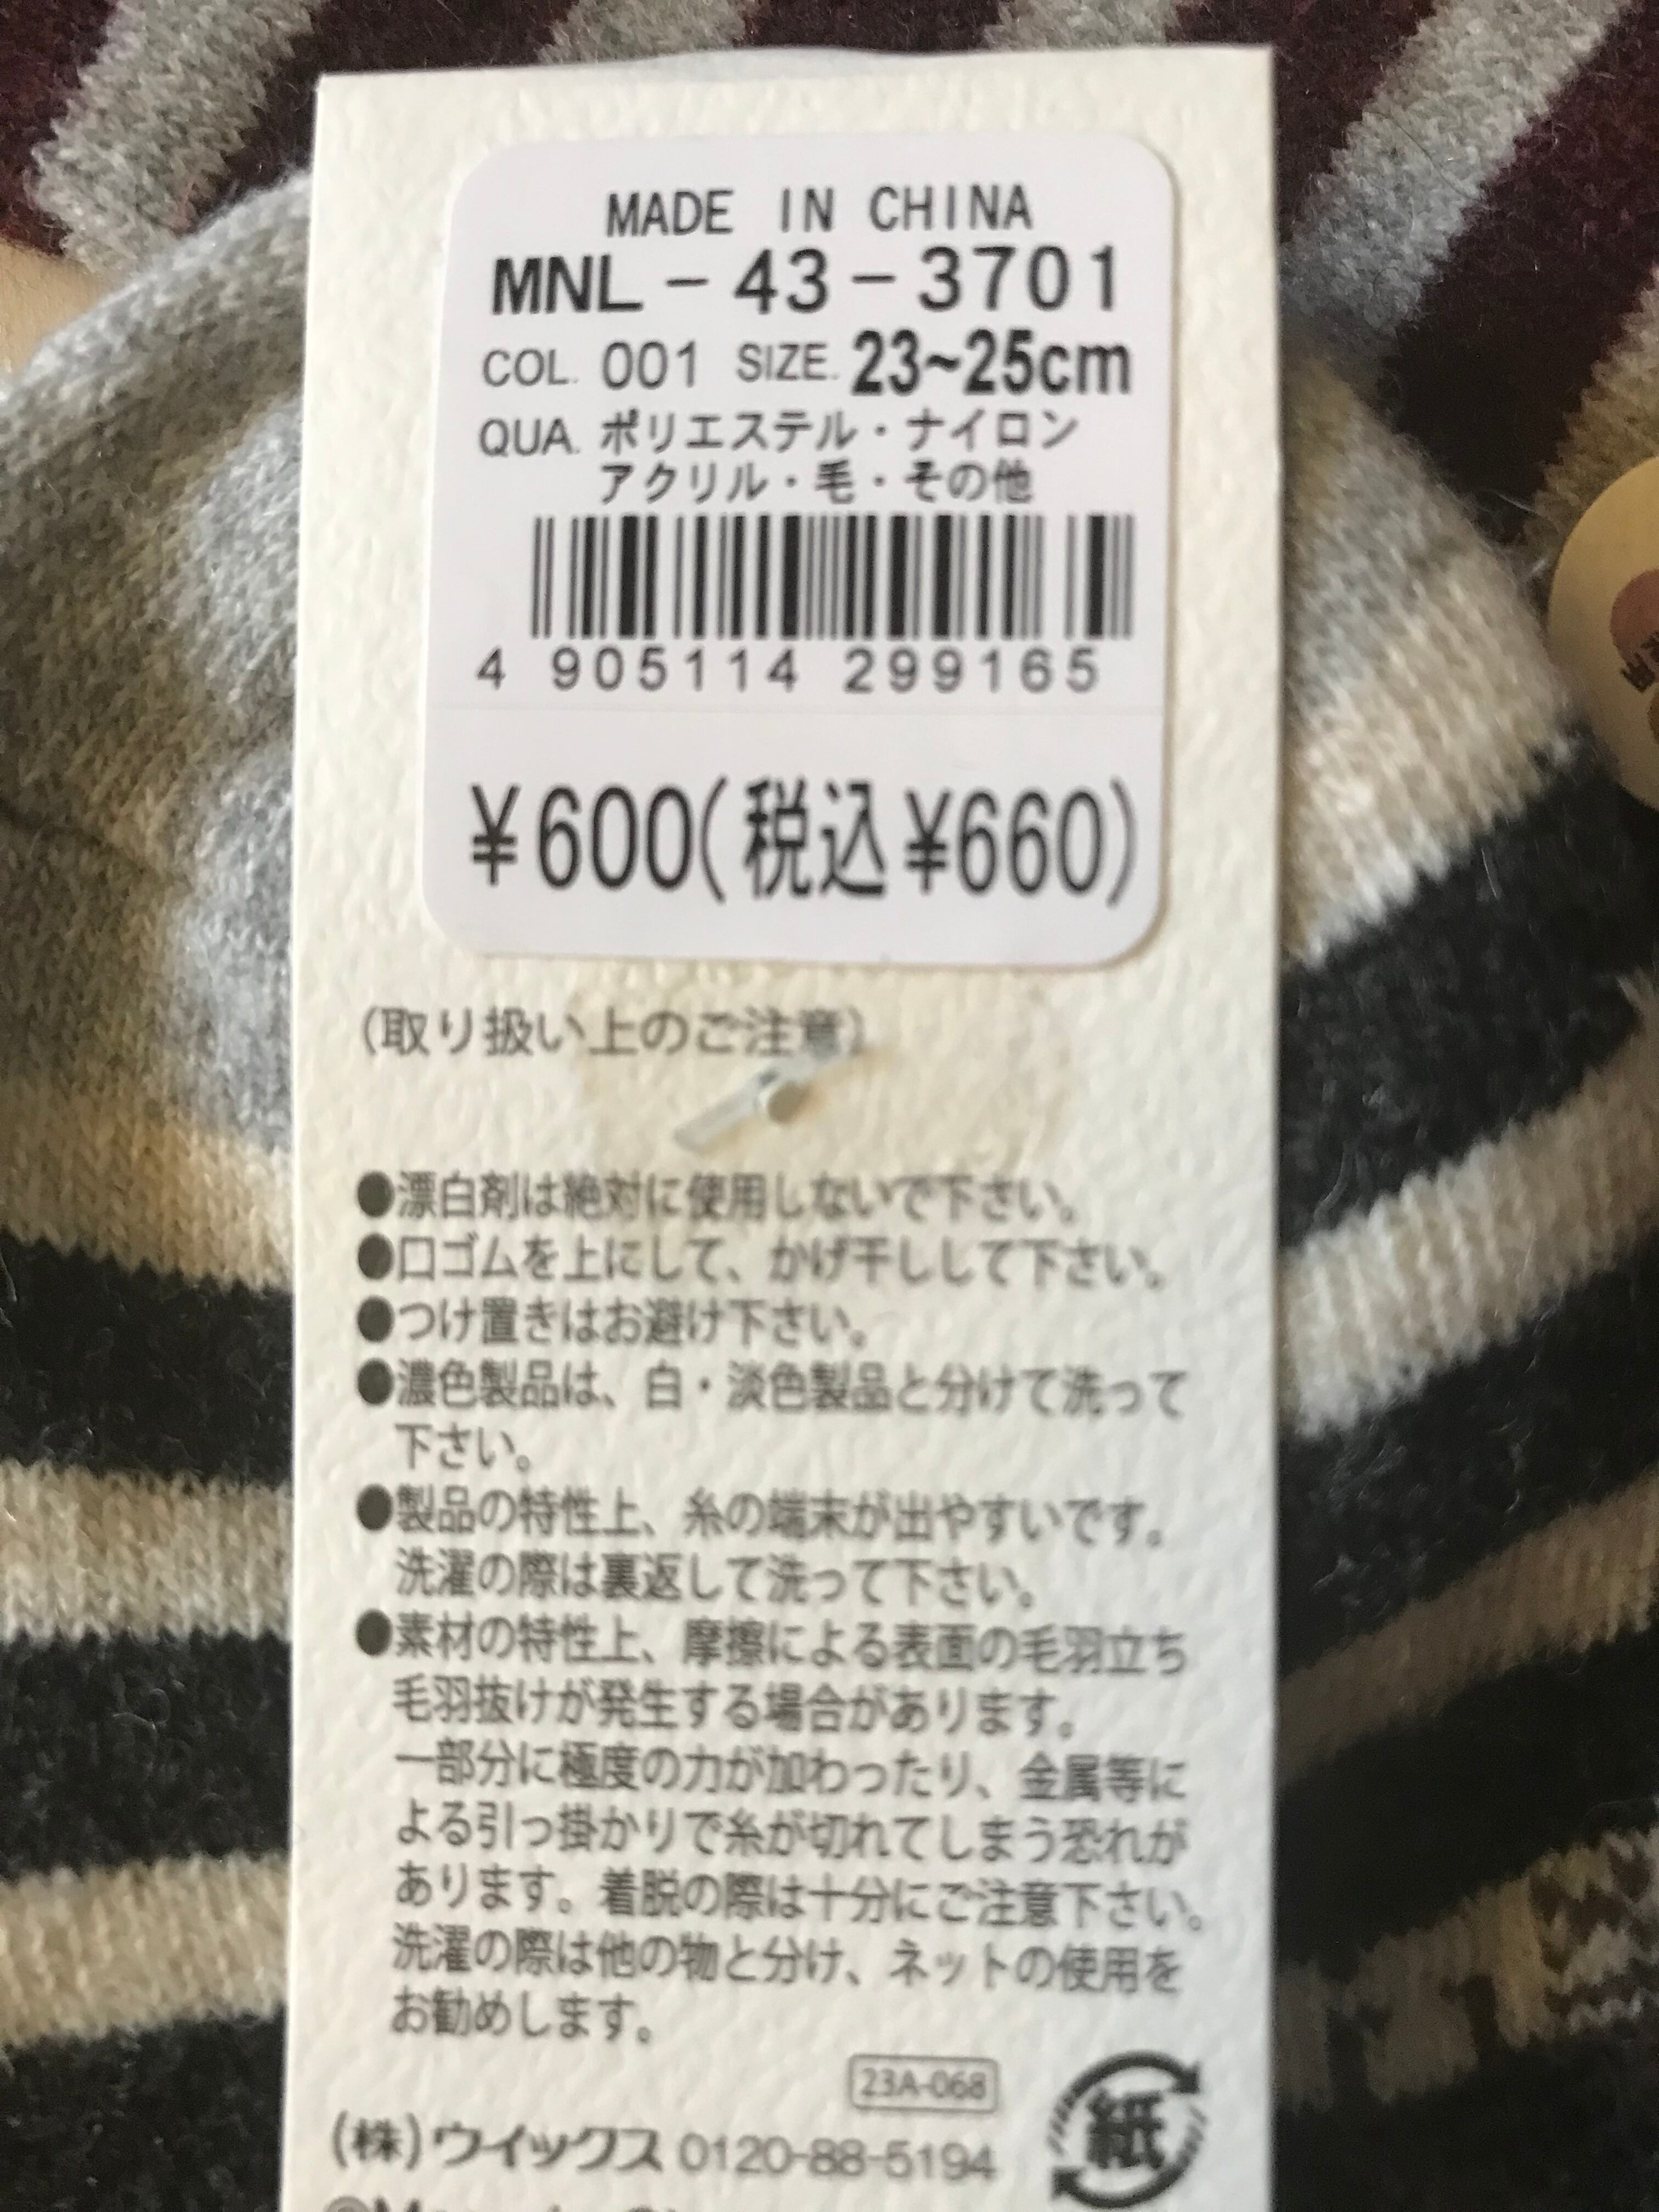 MADE IN CHINA
MNL-43-3701
COL. 001 SIZE. 23~25cm
QUA. ポリエステル・ナイロン
アクリル・毛・その他
4 905114 299165
¥600(税込¥660)
(取り扱い上のご注意)
●漂白剤は絶対に使用しないで下さい。
●口ゴムを上にして、かげ干しして下さい。
●つけ置きはお避け下さい。
●濃色製品は、白・淡色製品と分けて洗って
下さい。
●製品の特性上、糸の端末が出やすいです。
洗濯の際は裏返して洗って下さい。
●素材の特性上、摩擦による表面の毛羽立ち
毛羽抜けが発生する場合があります。
一部分に極度の力が加わったり、金属等に
よる引っ掛かりで糸が切れてしまう恐れが
あります。着脱の際は十分にご注意下さい。
洗濯の際は他の物と分け、ネットの使用を
お勧めします。
23A-068
(株)ウイックス 0120-88-5194
紙